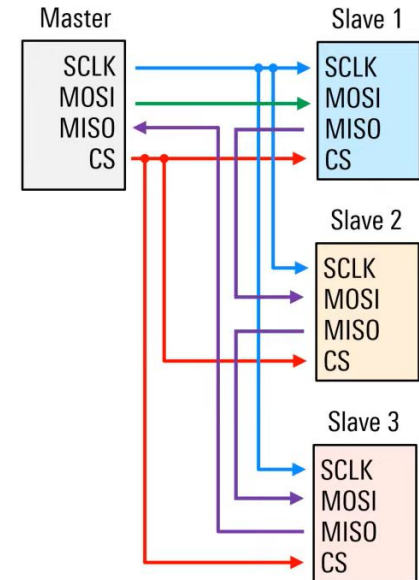 Master
SCLK
MOSI
MISO
CS
Slave 1
SCLK
MOSI
MISO
CS
Slave 2
SCLK
MOSI
MISO
CS
Slave 3
SCLK
MOSI
MISO
CS